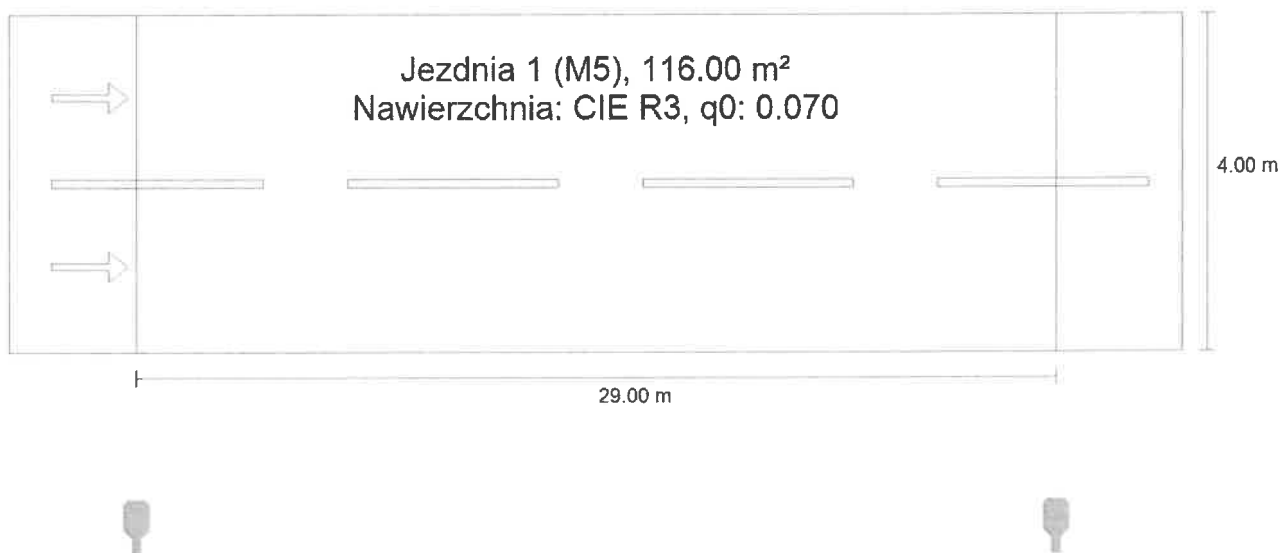 Jezdnia 1 (M5), 116.00 m²
Nawierzchnia: CIE R3, q0: 0.070
4.00 m
29.00 m